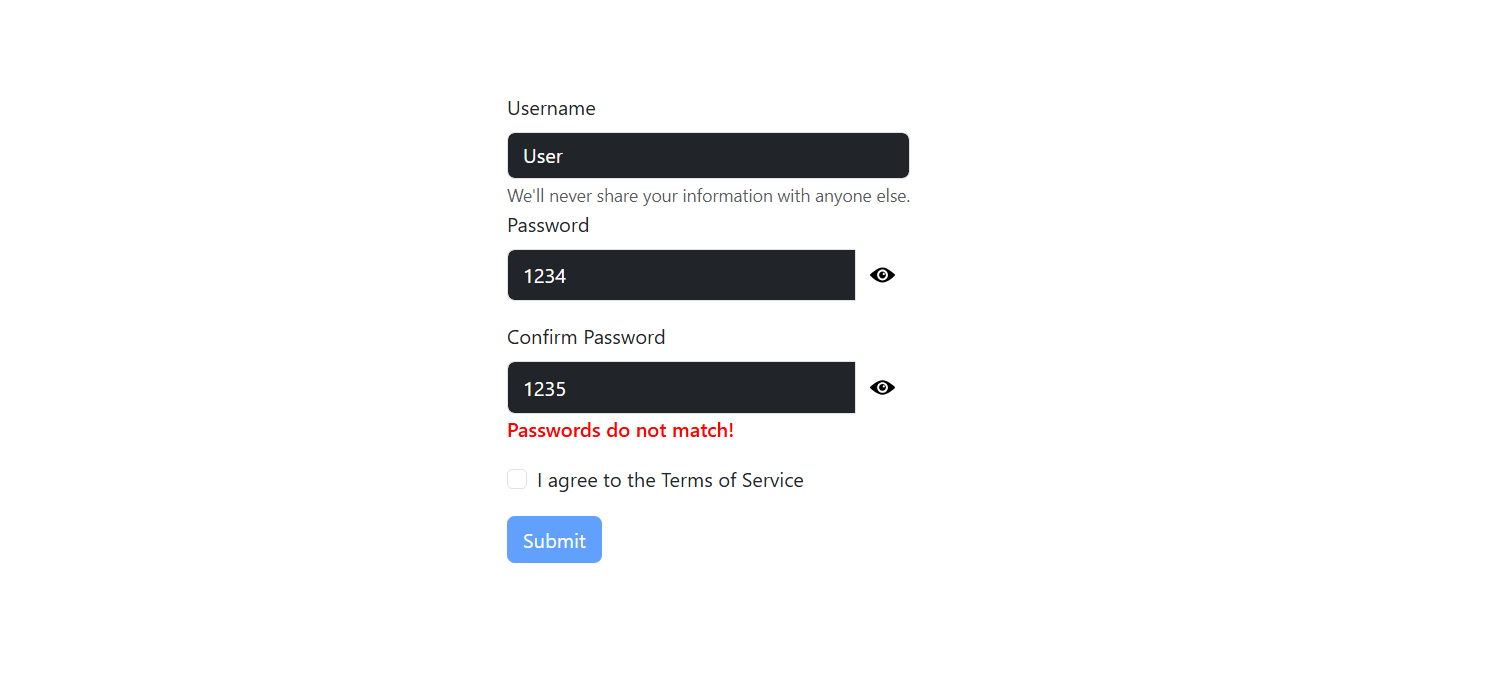 Username
User
We'll never share your information with anyone else.
Password
1234
Confirm Password
1235
Passwords do not match!
I agree to the Terms of Service
Submit